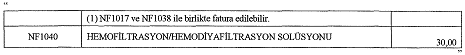 “
(1) NF1017 ve NF1038 ile birlikte fatura edilebilir.
NF1040 HEMOFİLTRASYON/HEMODİYAFİLTRASYON SOLÜSYONU 30,00
”